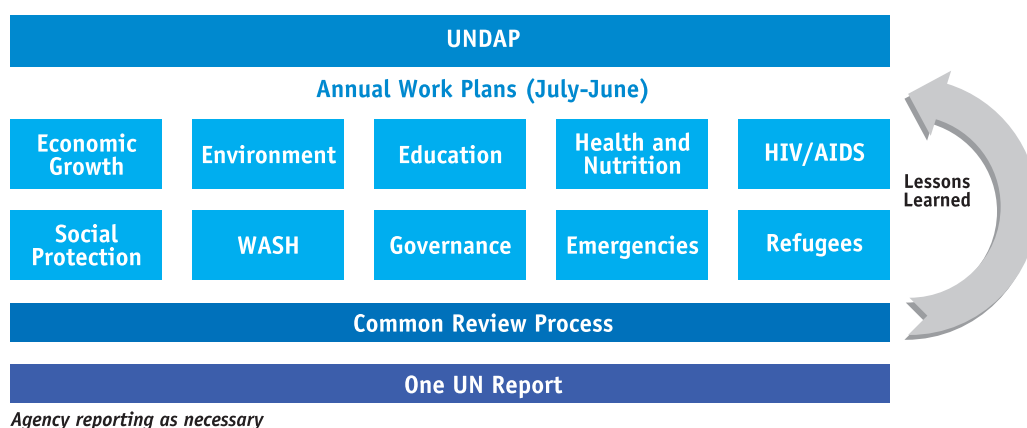 UNDAP
Annual Work Plans (July-June)
Economic
Growth
Environment
Education
Health and
Nutrition
HIV/AIDS
Social
Protection
WASH
Governance
Emergencies
Refugees
Lessons
Learned
Common Review Process
One UN Report
Agency reporting as necessary